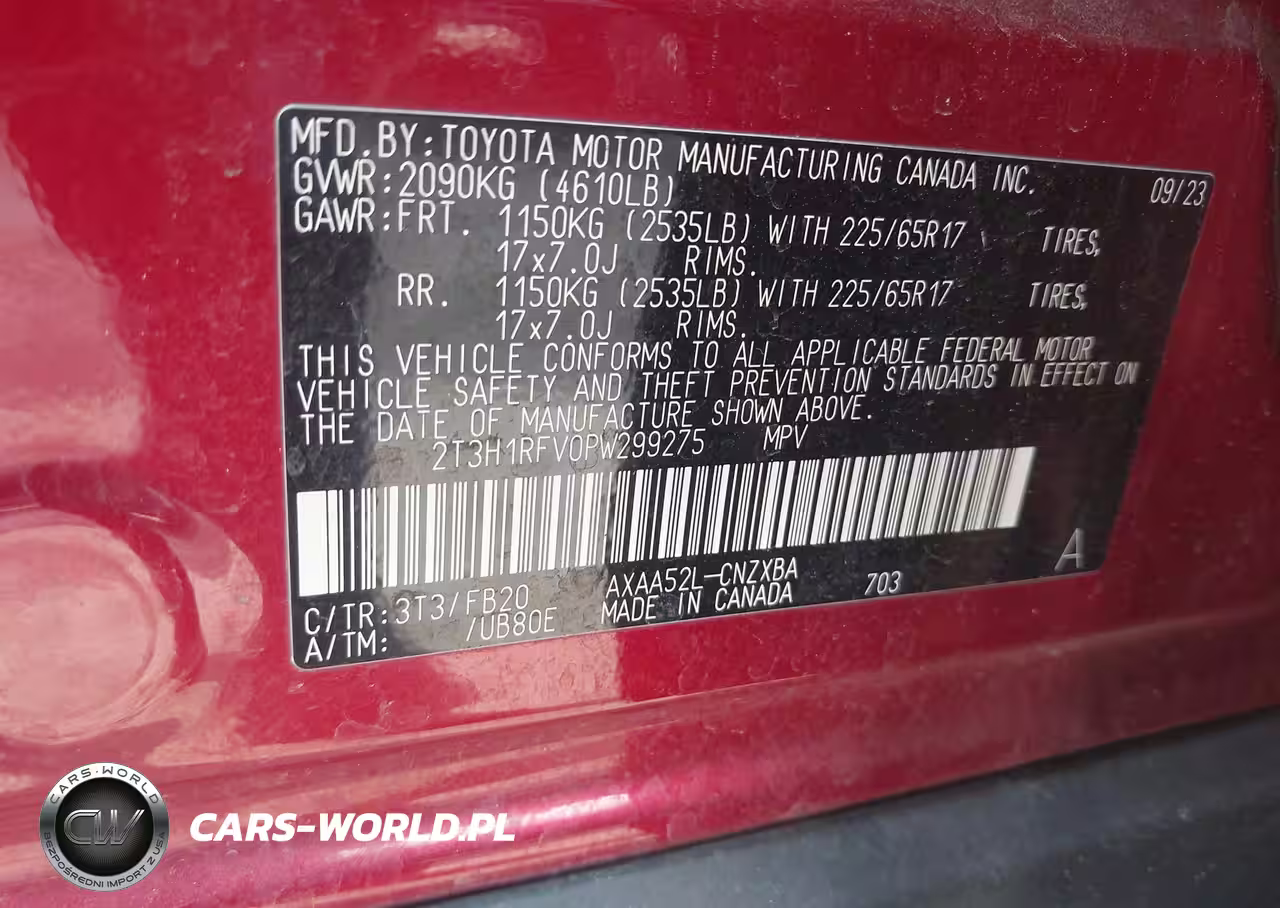 MFD.BY:TOYOTA MOTOR MANUFACTURING CANADA INC.
09/23
GVWR:2090KG (4610LB)
GAWR:FRT. 1150KG (2535LB) WITH 225/65R17 TIRES,
17x7.0J RIMS.
RR. 1150KG (2535LB) WITH 225/65R17 TIRES,
17x7.0J RIMS.
THIS VEHICLE CONFORMS TO ALL APPLICABLE FEDERAL MOTOR
VEHICLE SAFETY AND THEFT PREVENTION STANDARDS IN EFFECT ON
THE DATE OF MANUFACTURE SHOWN ABOVE.
2T3H1RFV0PW299275 MPV
A
C/TR:3T3/FB20 AXAA52L-CNZXBA 703
A/TM: /UB80E MADE IN CANADA
CARS-WORLD
CW
BEZPOŚREDNI IMPORT Z USA
CARS-WORLD.PL